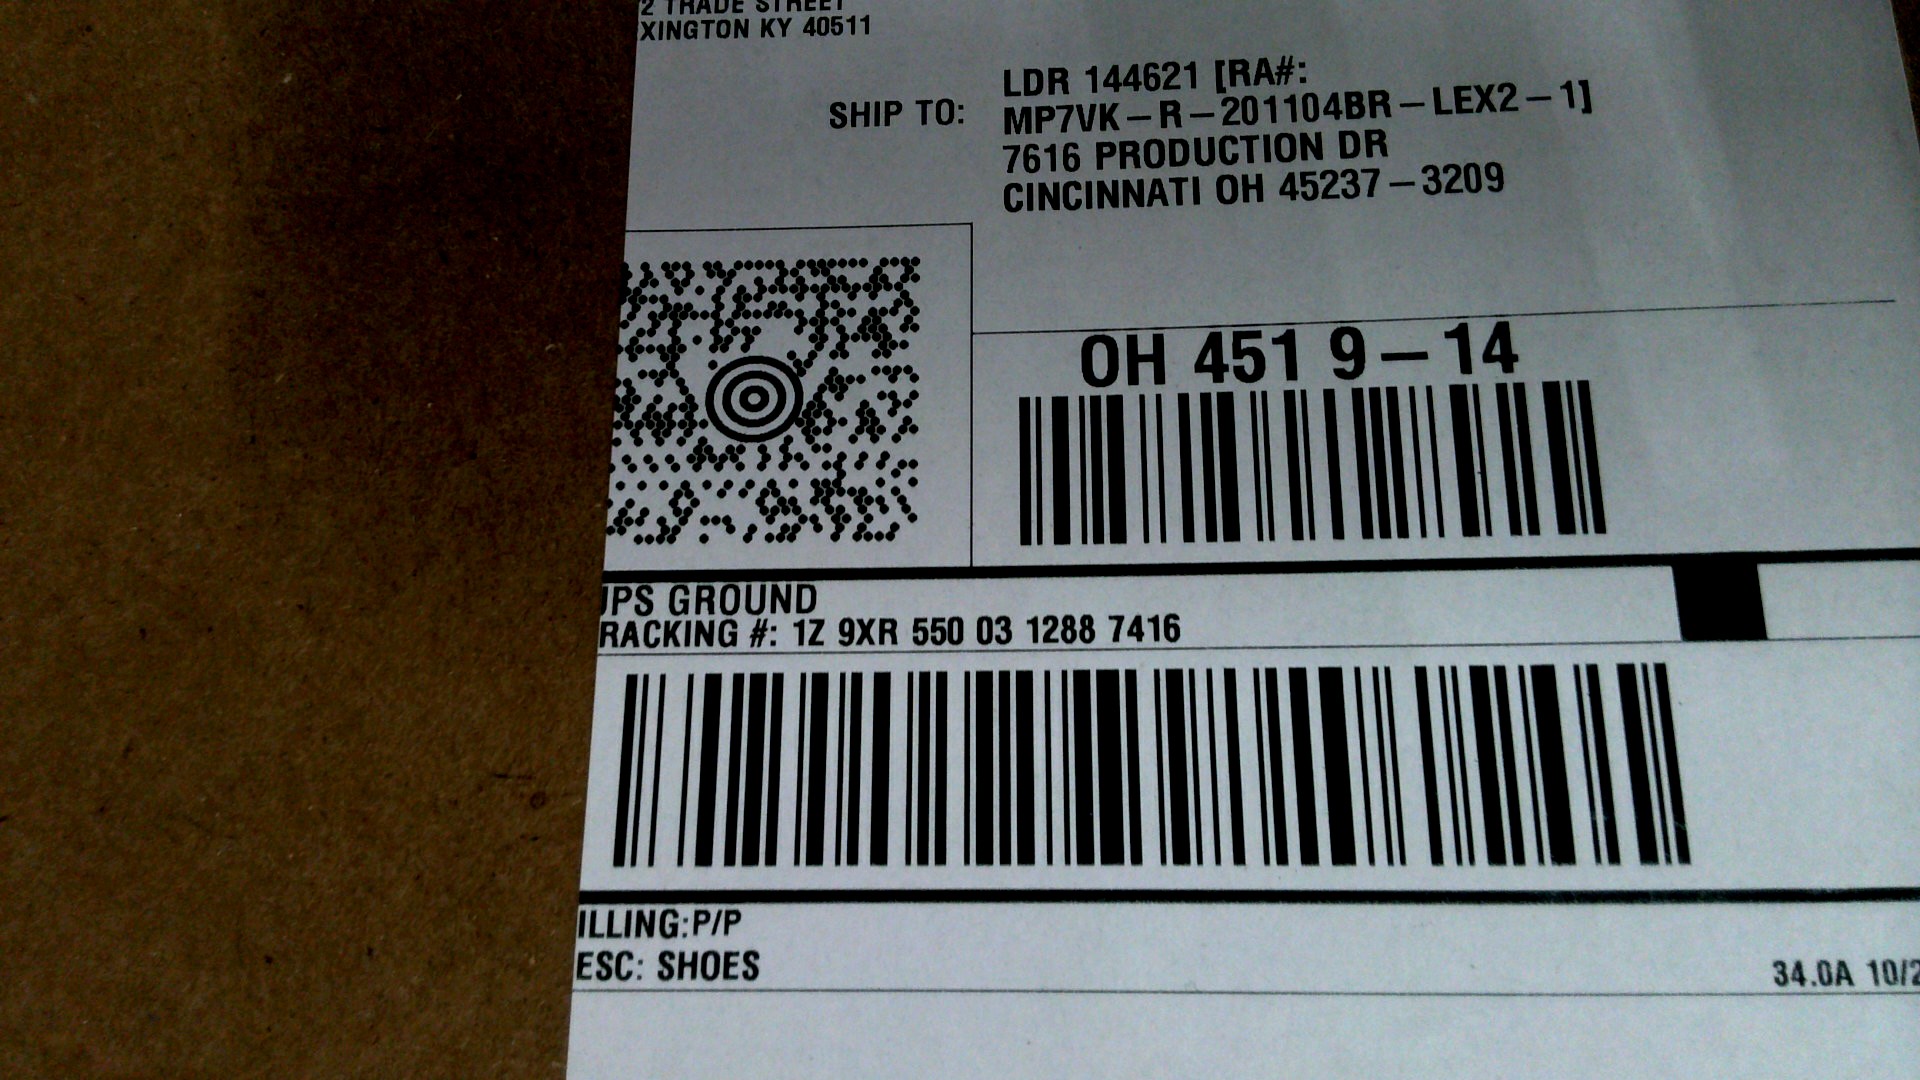 2 TRADE STREET
XINGTON KY 40511
SHIP TO:
LDR 144621 [RA#:
MP7VK-R-201104BR-LEX2-1]
7616 PRODUCTION DR
CINCINNATI OH 45237-3209
OH 451 9-14
UPS GROUND
RACKING #: 1Z 9XR 550 03 1288 7416
ILLING:P/P
ESC: SHOES
34.0A 10/2